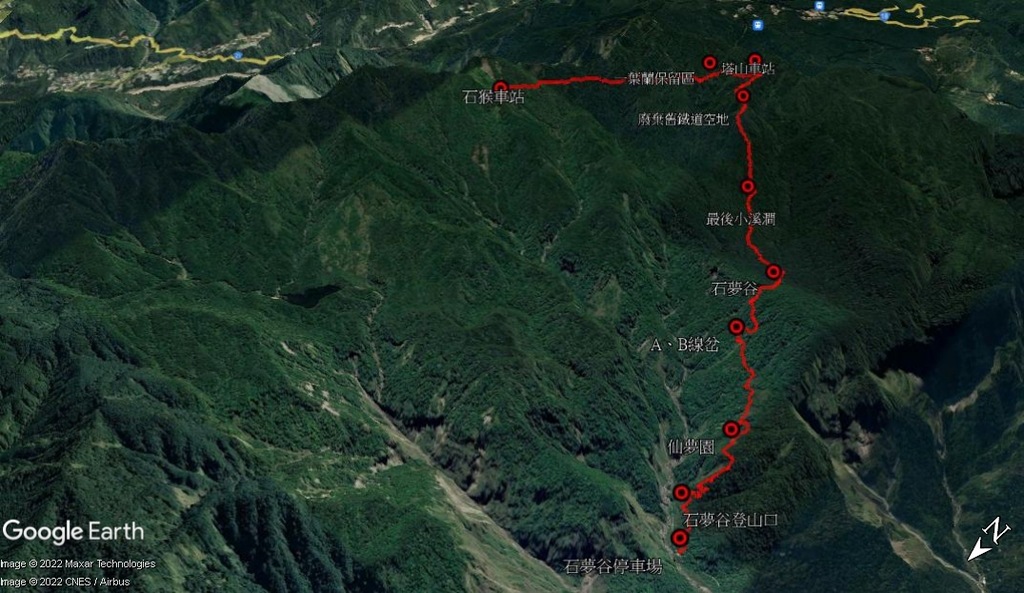 塔山車站
一葉蘭保留區
石猴車站
廢棄舊鐵道空地
最後小溪澗
石夢谷
A、B線岔
仙夢園
石夢谷登山口
石夢谷停車場
Google Earth
Image © 2022 Maxar Technologies
Image © 2022 CNES / Airbus
N